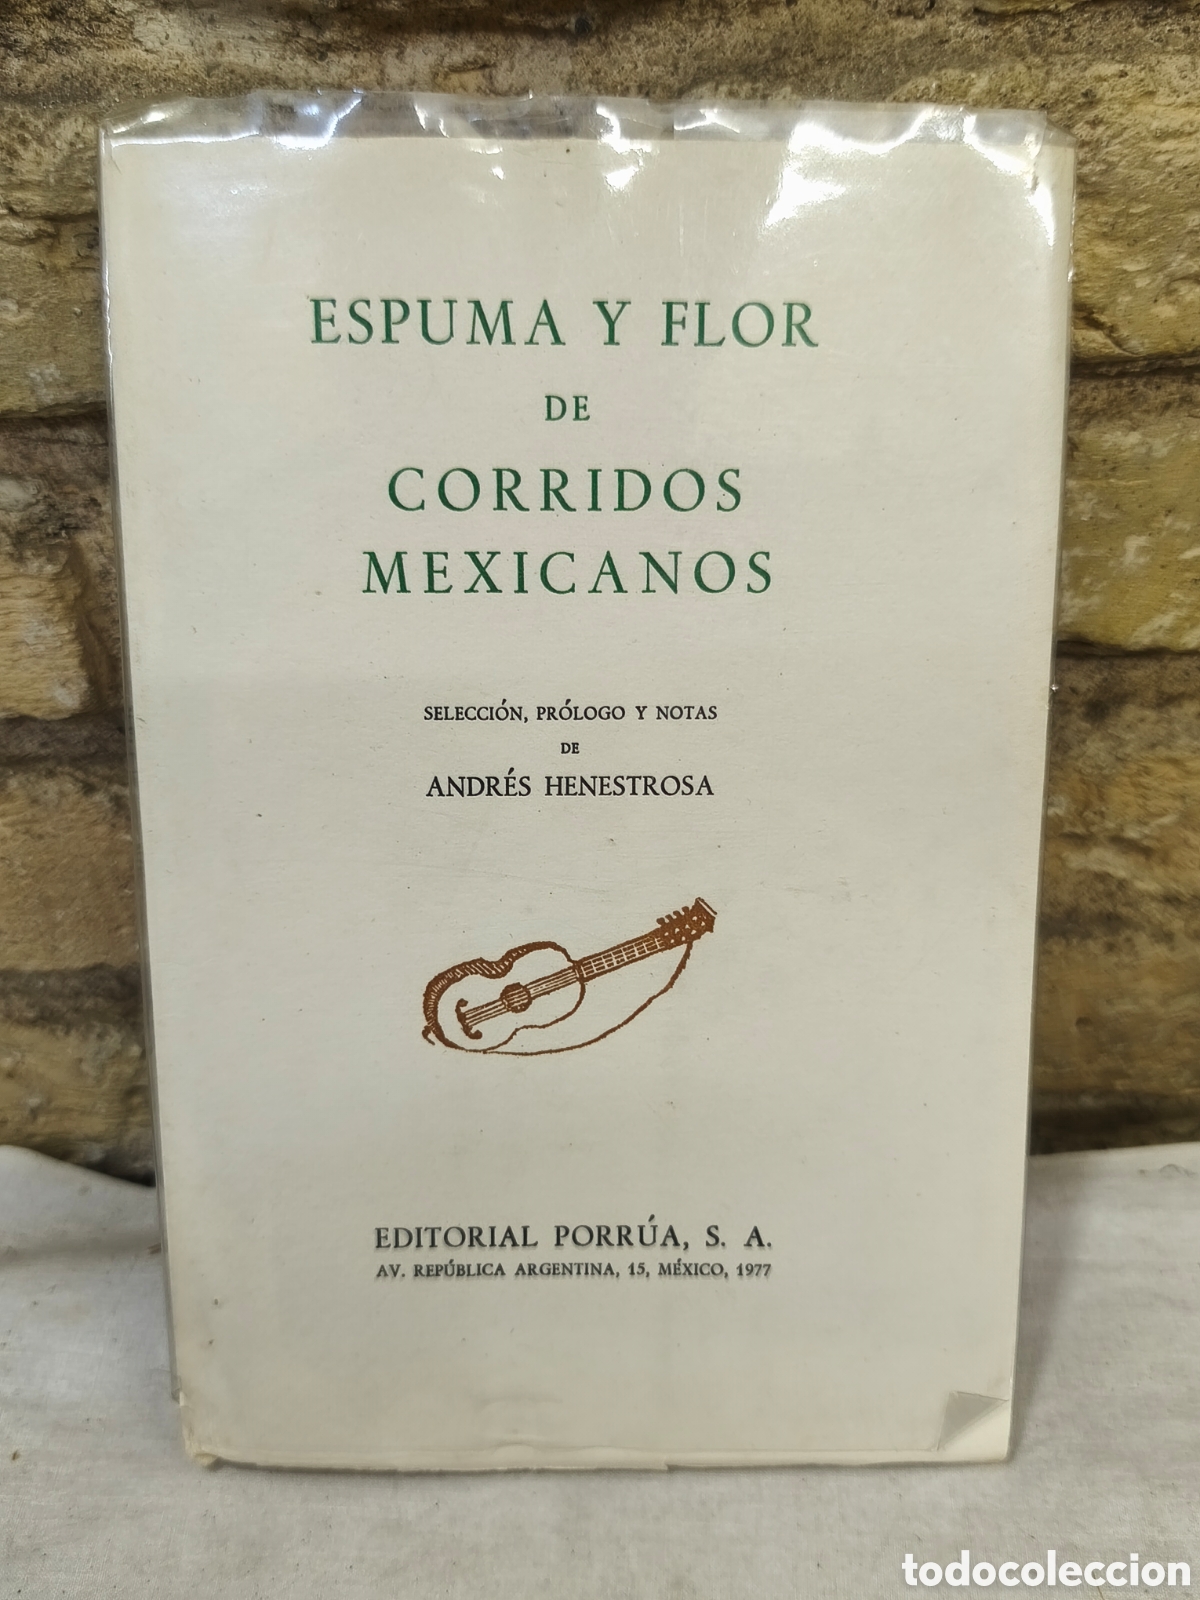 ESPUMA Y FLOR
DE
CORRIDOS
MEXICANOS
SELECCIÓN, PRÓLOGO Y NOTAS
DE
ANDRÉS HENESTROSA
EDITORIAL PORRÚA, S. A.
AV. REPÚBLICA ARGENTINA, 15, MÉXICO, 1977
todocoleccion